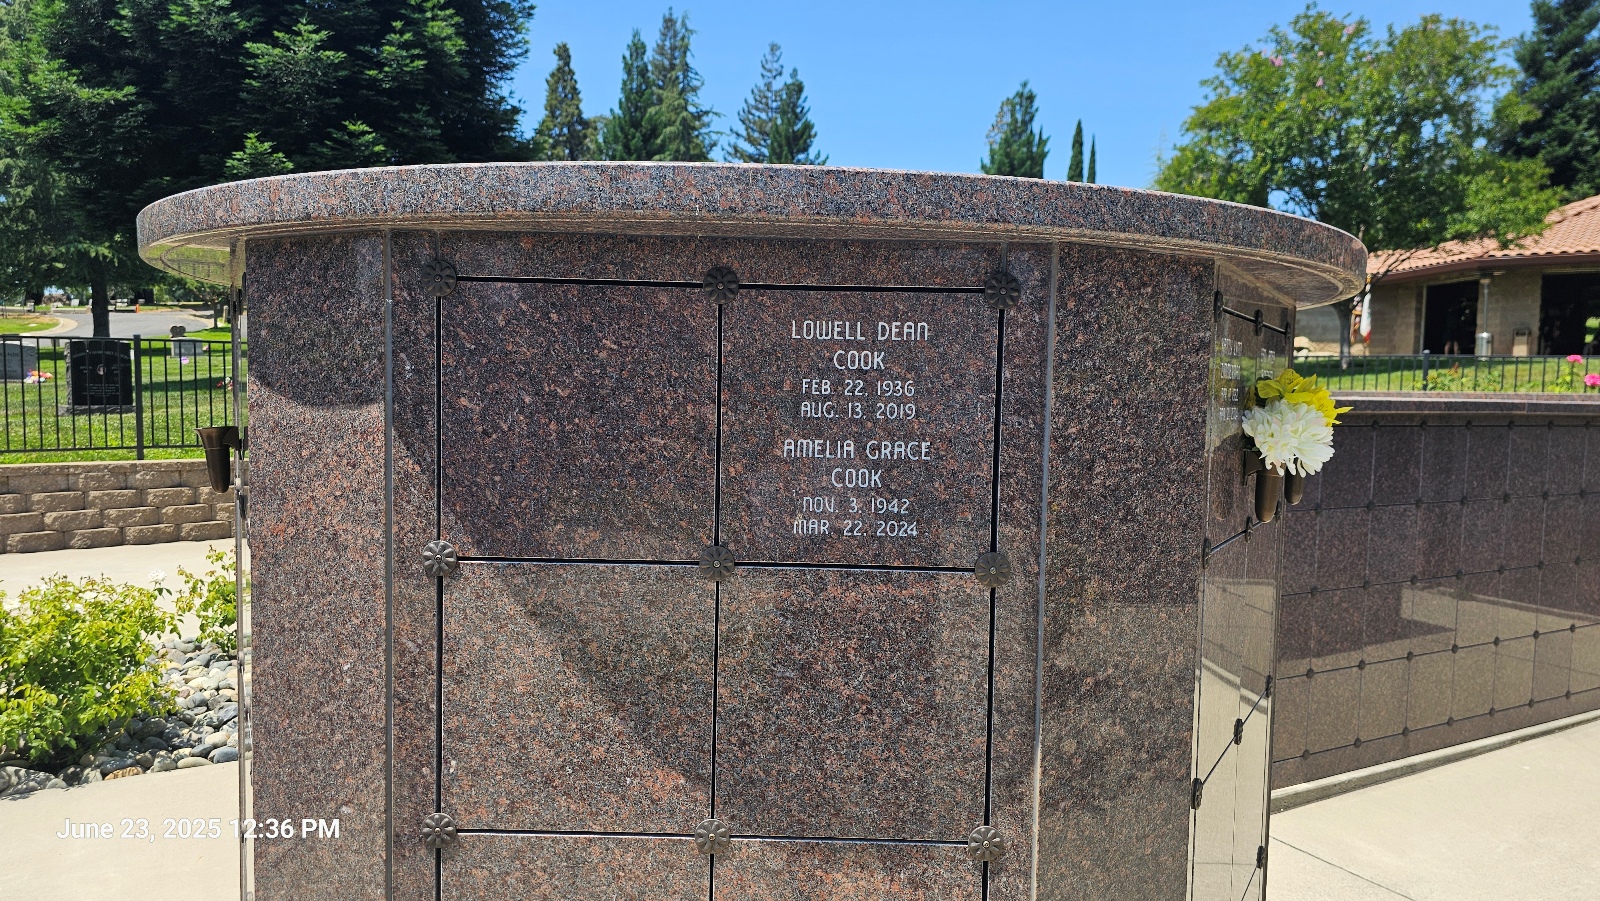 LOWELL DEAN
COOK
FEB. 22, 1936
AUG. 13, 2019
AMELIA GRACE
COOK
NOV. 3, 1942
MAR. 22, 2024
June 23, 2025 12:36 PM